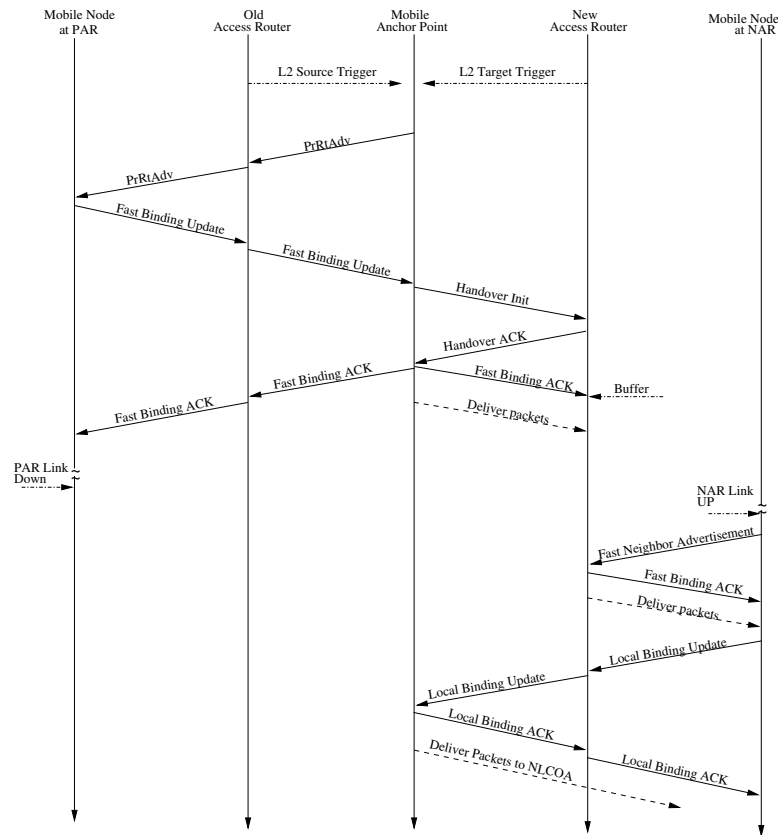 Mobile Node
at PAR
Old
Access Router
Mobile
Anchor Point
New
Access Router
Mobile Node
at NAR
L2 Source Trigger
L2 Target Trigger
PrRtAdv
PrRtAdv
Fast Binding Update
Fast Binding Update
Handover Init
Handover ACK
Fast Binding ACK
Fast Binding ACK
Buffer
Fast Binding ACK
Deliver packets
PAR Link
Down
NAR Link
UP
Fast Neighbor Advertisement
Fast Binding ACK
Deliver packets
Local Binding Update
Local Binding Update
Local Binding ACK
Deliver Packets to NLCOA
Local Binding ACK